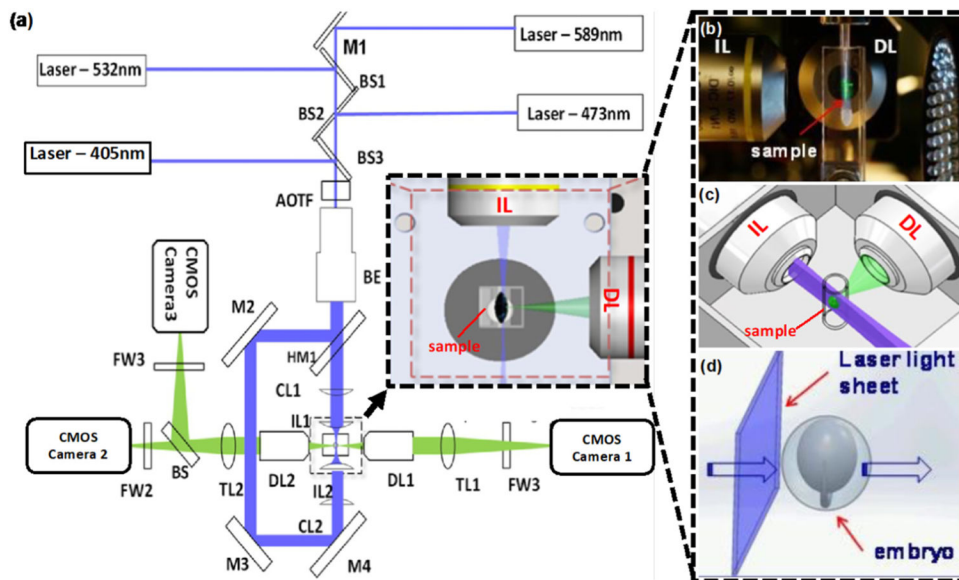 (a)
M1
Laser – 589nm
Laser – 532nm
BS1
BS2
Laser – 473nm
Laser – 405nm
BS3
AOTF
BE
CMOS
Camera3
FW3
M2
HM1
CL1
IL1
CMOS
Camera 2
FW2
BS
TL2
DL2
IL2
DL1
TL1
FW3
CMOS
Camera 1
CL2
M3
M4
IL
DL
sample
(b)
IL
DL
sample
(c)
IL
DL
sample
(d)
Laser light
sheet
embryo